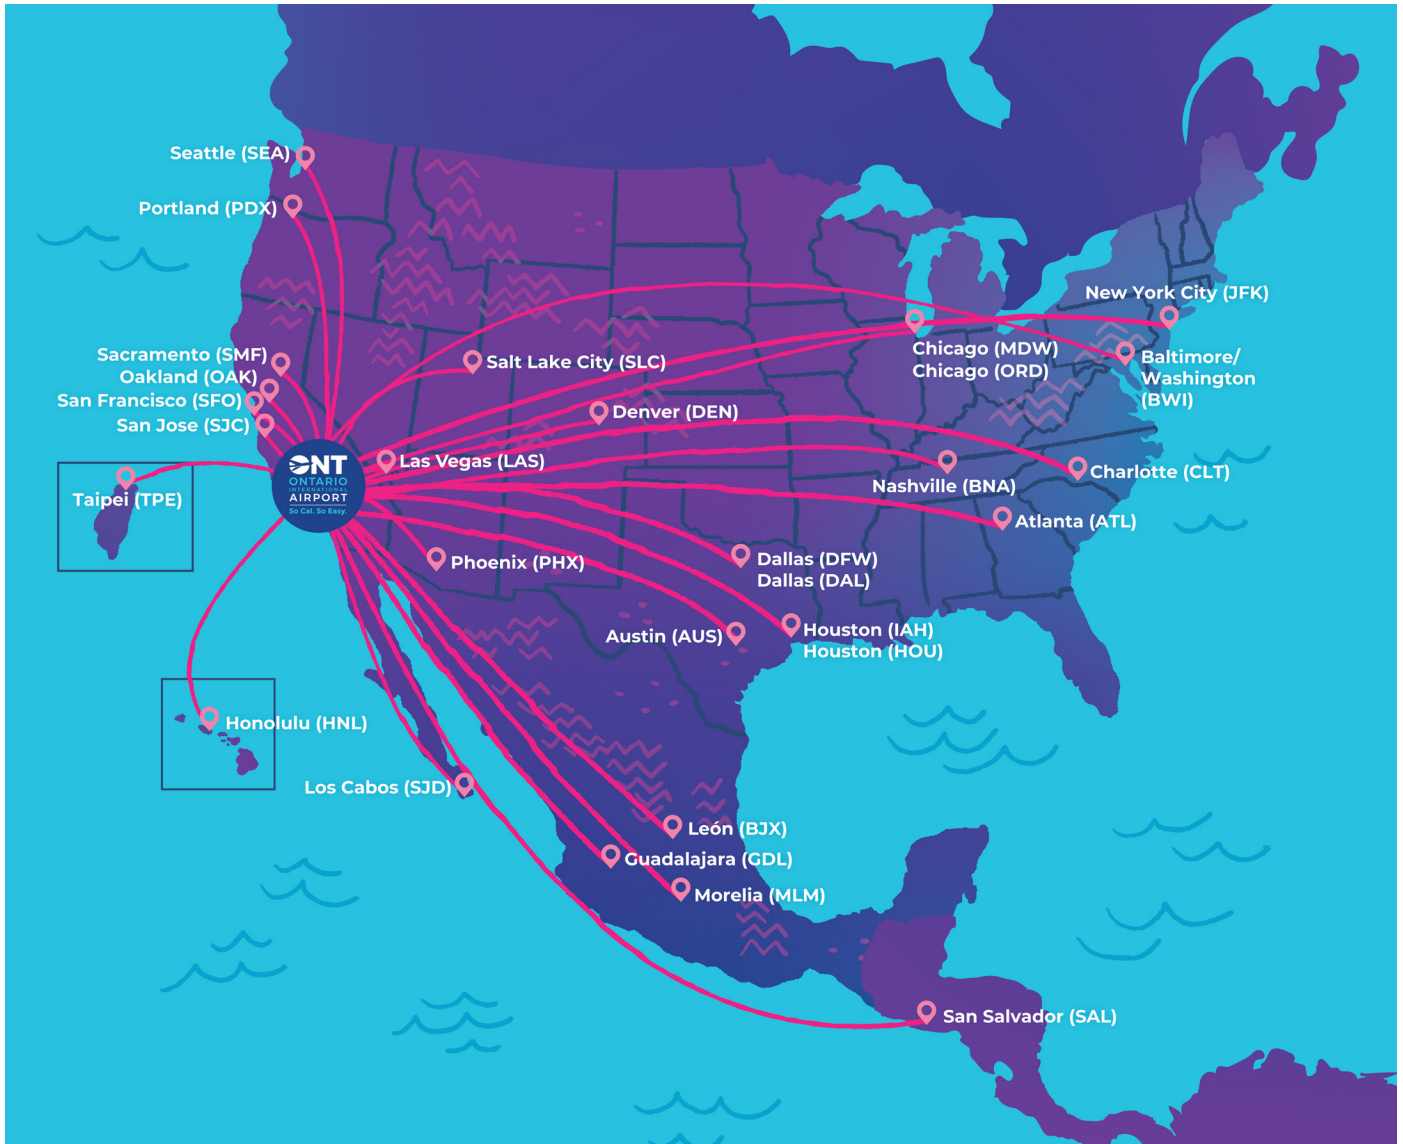 Seattle (SEA)
Portland (PDX)
New York City (JFK)
Sacramento (SMF)
Oakland (OAK)
San Francisco (SFO)
San Jose (SJC)
Salt Lake City (SLC)
Chicago (MDW)
Chicago (ORD)
Baltimore/
Washington
(BWI)
Denver (DEN)
Las Vegas (LAS)
Nashville (BNA)
Charlotte (CLT)
ONT
ONTARIO
INTERNATIONAL
AIRPORT
So Cal. So Easy.
Taipei (TPE)
Atlanta (ATL)
Phoenix (PHX)
Dallas (DFW)
Dallas (DAL)
Austin (AUS)
Houston (IAH)
Houston (HOU)
Honolulu (HNL)
Los Cabos (SJD)
León (BJX)
Guadalajara (GDL)
Morelia (MLM)
San Salvador (SAL)